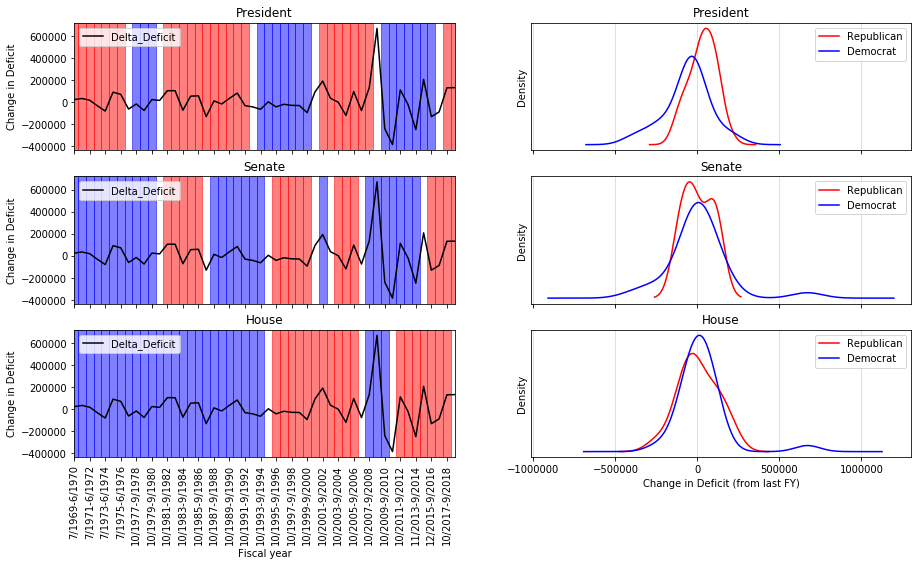 President
Change in Deficit
600000
400000
200000
0
−200000
−400000
Delta_Deficit
President
Density
Republican
Democrat
Senate
Change in Deficit
600000
400000
200000
0
−200000
−400000
Delta_Deficit
Senate
Density
Republican
Democrat
House
Change in Deficit
600000
400000
200000
0
−200000
−400000
Delta_Deficit
7/1969-6/1970
7/1971-6/1972
7/1973-6/1974
7/1975-6/1976
10/1977-9/1978
10/1979-9/1980
10/1981-9/1982
10/1983-9/1984
10/1985-9/1986
10/1987-9/1988
10/1989-9/1990
10/1991-9/1992
10/1993-9/1994
10/1995-9/1996
10/1997-9/1998
10/1999-9/2000
10/2001-9/2002
10/2003-9/2004
10/2005-9/2006
10/2007-9/2008
10/2009-9/2010
10/2011-9/2012
11/2013-9/2014
12/2015-9/2016
10/2017-9/2018
Fiscal year
House
Density
Republican
Democrat
−1000000
−500000
0
500000
1000000
Change in Deficit (from last FY)